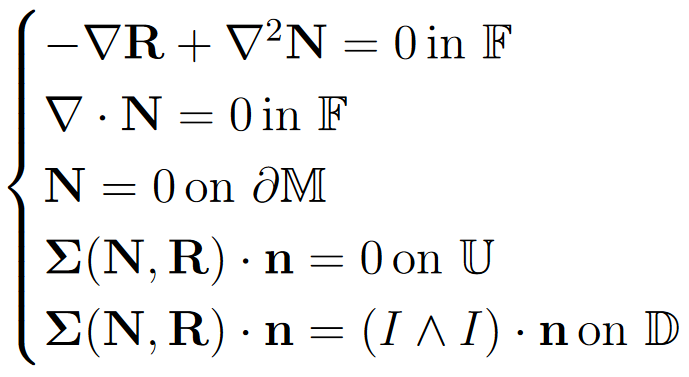 −∇𝐑 + ∇²𝐍 = 0 in 𝔽
∇ · 𝐍 = 0 in 𝔽
𝐍 = 0 on ∂𝕄
𝚺(𝐍, 𝐑) · 𝐧 = 0 on 𝕌
𝚺(𝐍, 𝐑) · 𝐧 = (I ∧ I) · 𝐧 on 𝔻